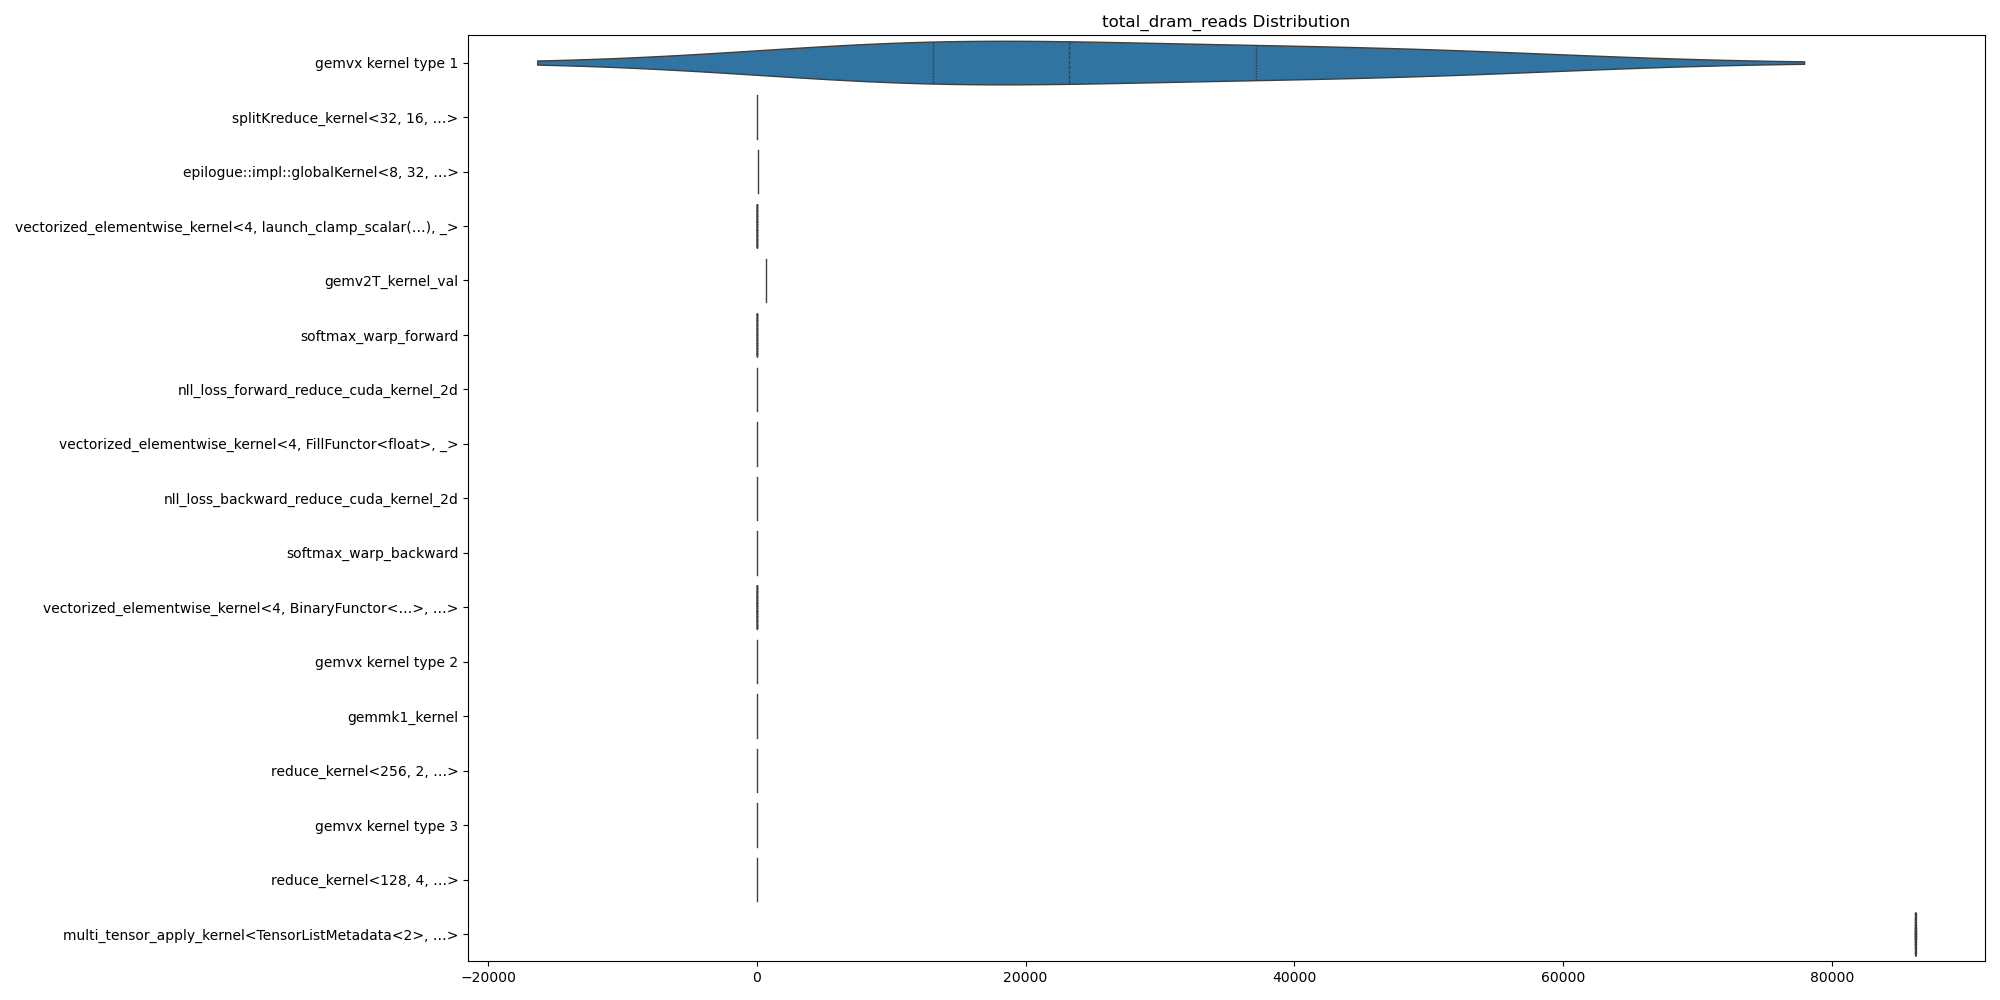 total_dram_reads Distribution
gemvx kernel type 1
splitKreduce_kernel<32, 16, ...>
epilogue::impl::globalKernel<8, 32, ...>
vectorized_elementwise_kernel<4, launch_clamp_scalar(...), _>
gemv2T_kernel_val
softmax_warp_forward
nll_loss_forward_reduce_cuda_kernel_2d
vectorized_elementwise_kernel<4, FillFunctor<float>, _>
nll_loss_backward_reduce_cuda_kernel_2d
softmax_warp_backward
vectorized_elementwise_kernel<4, BinaryFunctor<...>, ...>
gemvx kernel type 2
gemmk1_kernel
reduce_kernel<256, 2, ...>
gemvx kernel type 3
reduce_kernel<128, 4, ...>
multi_tensor_apply_kernel<TensorListMetadata<2>, ...>
−20000 0 20000 40000 60000 80000